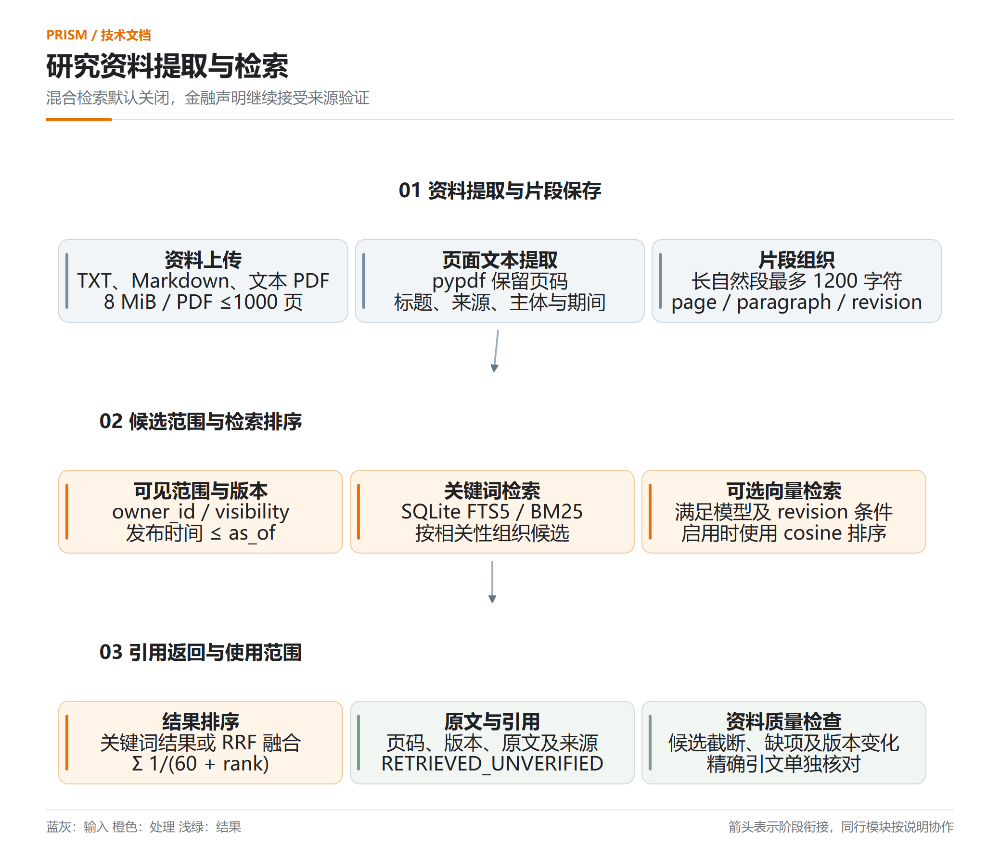 PRISM / 技术文档
研究资料提取与检索
混合检索默认关闭，金融声明继续接受来源验证
01 资料提取与片段保存
资料上传
TXT、Markdown、文本 PDF
8 MiB / PDF ≤1000 页
页面文本提取
pypdf 保留页码
标题、来源、主体与期间
片段组织
长自然段最多 1200 字符
page / paragraph / revision
02 候选范围与检索排序
可见范围与版本
owner_id / visibility
发布时间 ≤ as_of
关键词检索
SQLite FTS5 / BM25
按相关性组织候选
可选向量检索
满足模型及 revision 条件
启用时使用 cosine 排序
03 引用返回与使用范围
结果排序
关键词结果或 RRF 融合
Σ 1/(60 + rank)
原文与引用
页码、版本、原文及来源
RETRIEVED_UNVERIFIED
资料质量检查
候选截断、缺项及版本变化
精确引文单独核对
蓝灰：输入 橙色：处理 浅绿：结果
箭头表示阶段衔接，同行模块按说明协作